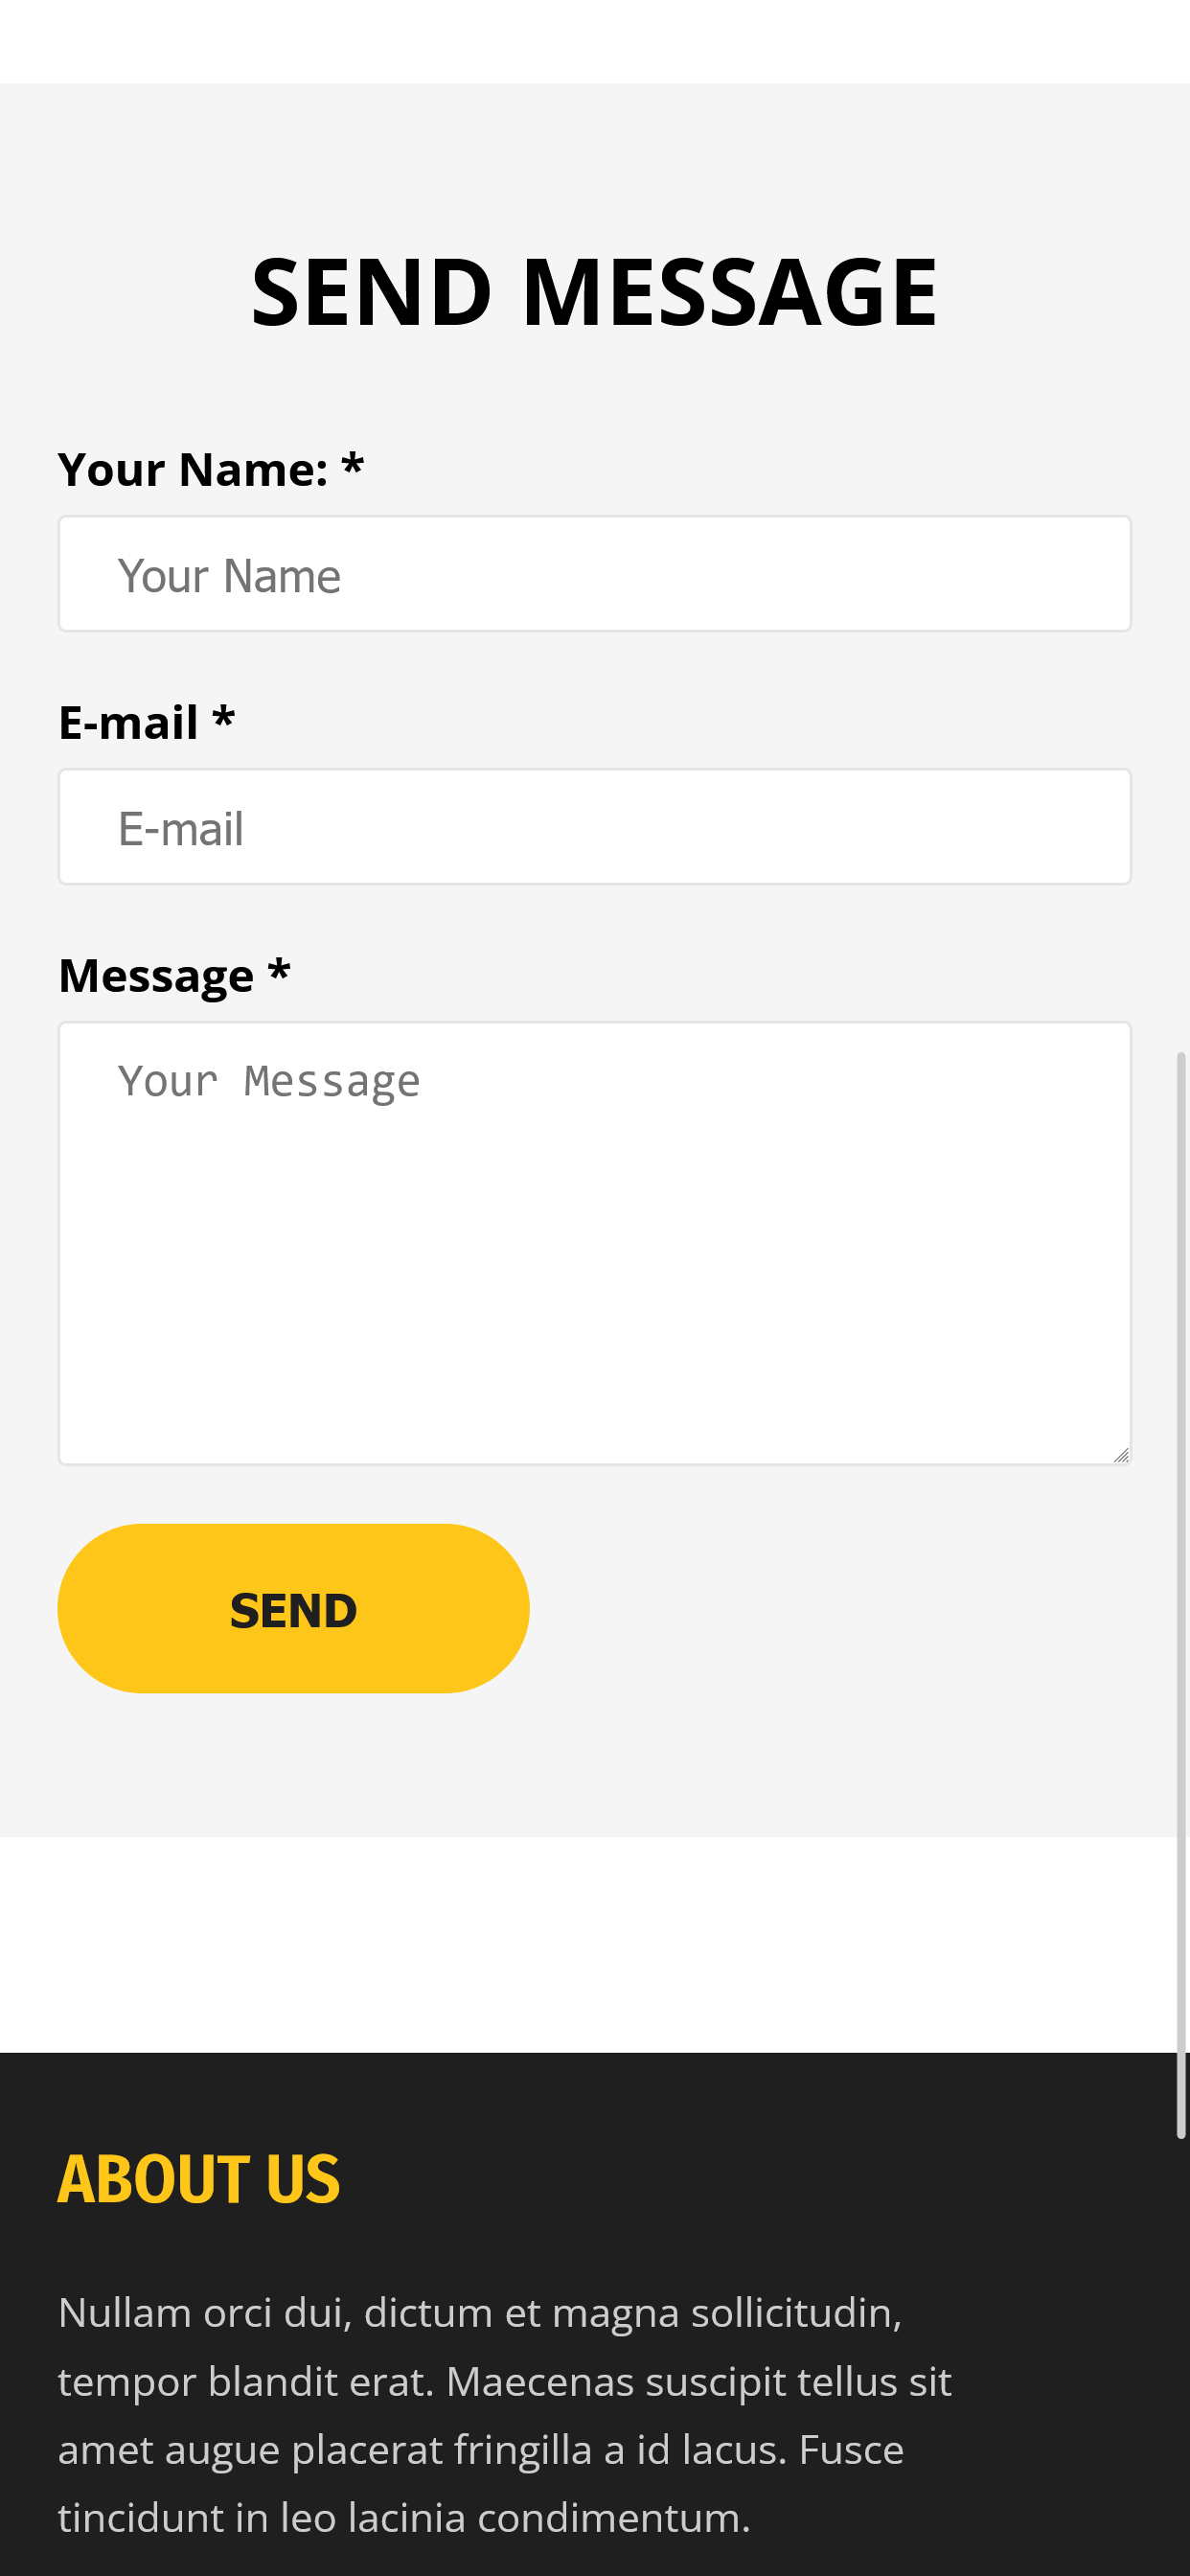 SEND MESSAGE
Your Name: *
Your Name
E-mail *
E-mail
Message *
Your Message
SEND
ABOUT US
Nullam orci dui, dictum et magna sollicitudin,
tempor blandit erat. Maecenas suscipit tellus sit
amet augue placerat fringilla a id lacus. Fusce
tincidunt in leo lacinia condimentum.